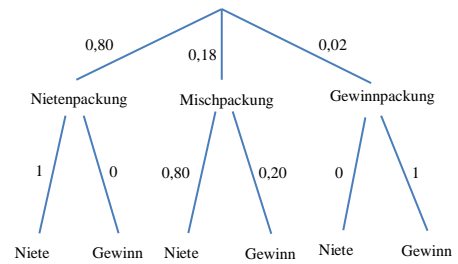 0,80
0,18
0,02
Nietenpackung
Mischpackung
Gewinnpackung
1
0
0,80
0,20
0
1
Niete
Gewinn
Niete
Gewinn
Niete
Gewinn